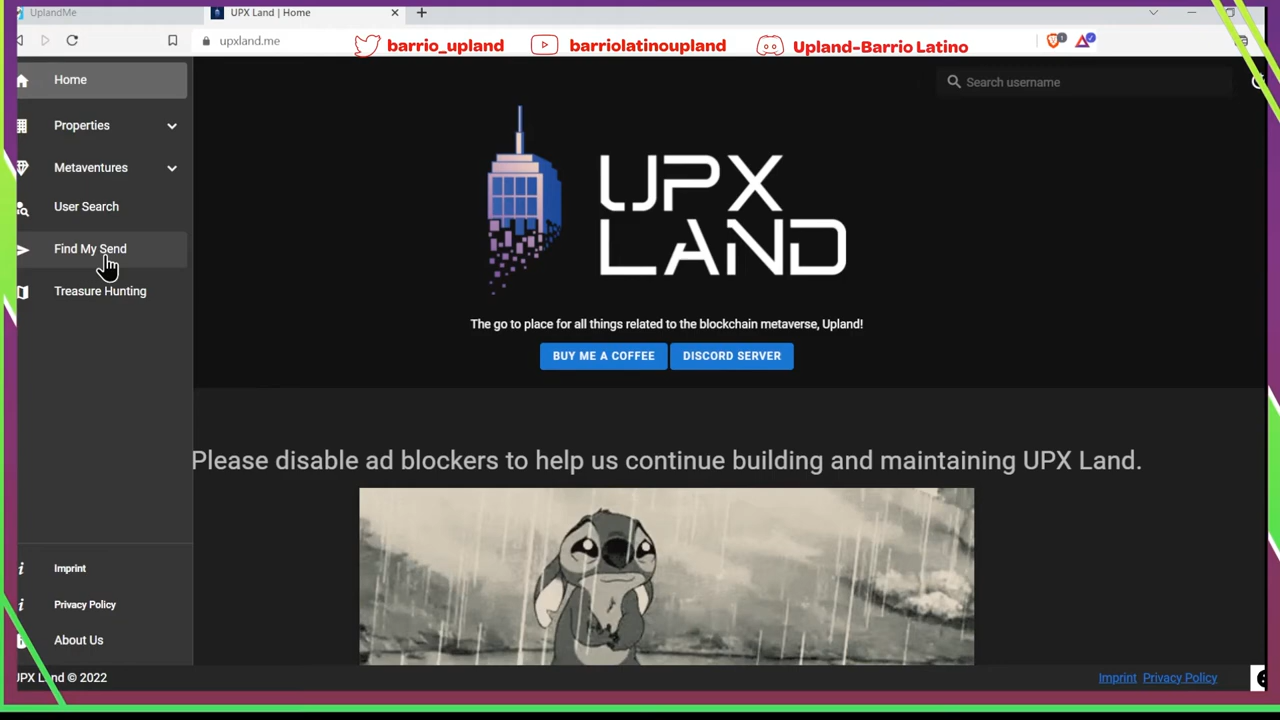 UplandMe
UPX Land | Home
upxland.me
barrio_upland
barriolatinoupland
Upland-Barrio Latino
Home
Search username
Properties
Metaventures
User Search
Find My Send
Treasure Hunting
UPX
LAND
The go to place for all things related to the blockchain metaverse, Upland!
BUY ME A COFFEE
DISCORD SERVER
Please disable ad blockers to help us continue building and maintaining UPX Land.
Imprint
Privacy Policy
About Us
UPX Land © 2022
Imprint Privacy Policy